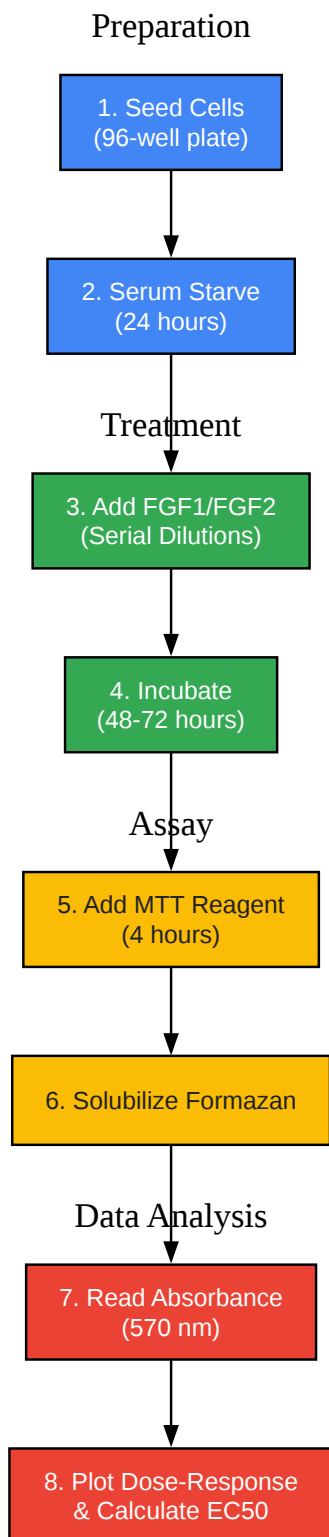 Preparation
1. Seed Cells
(96-well plate)
2. Serum Starve
(24 hours)
Treatment
3. Add FGF1/FGF2
(Serial Dilutions)
4. Incubate
(48-72 hours)
Assay
5. Add MTT Reagent
(4 hours)
6. Solubilize Formazan
Data Analysis
7. Read Absorbance
(570 nm)
8. Plot Dose-Response
& Calculate EC50